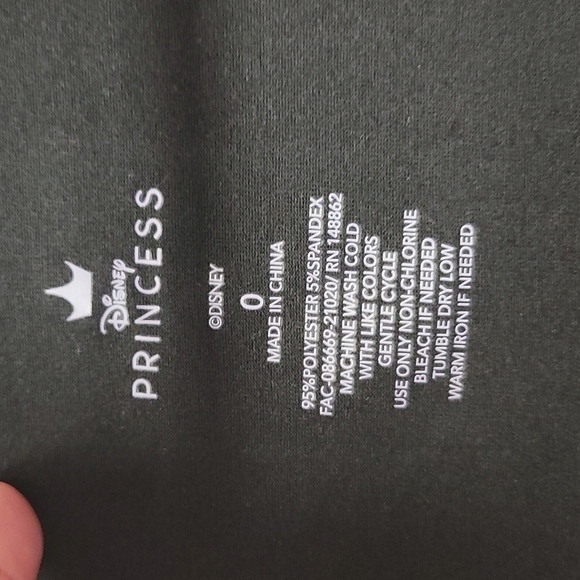 Disney
PRINCESS
©DISNEY
0
MADE IN CHINA
95%POLYESTER 5%SPANDEX
FAC-086669-21020/ RN 148862
MACHINE WASH COLD
WITH LIKE COLORS
GENTLE CYCLE
USE ONLY NON-CHLORINE
BLEACH IF NEEDED
TUMBLE DRY LOW
WARM IRON IF NEEDED